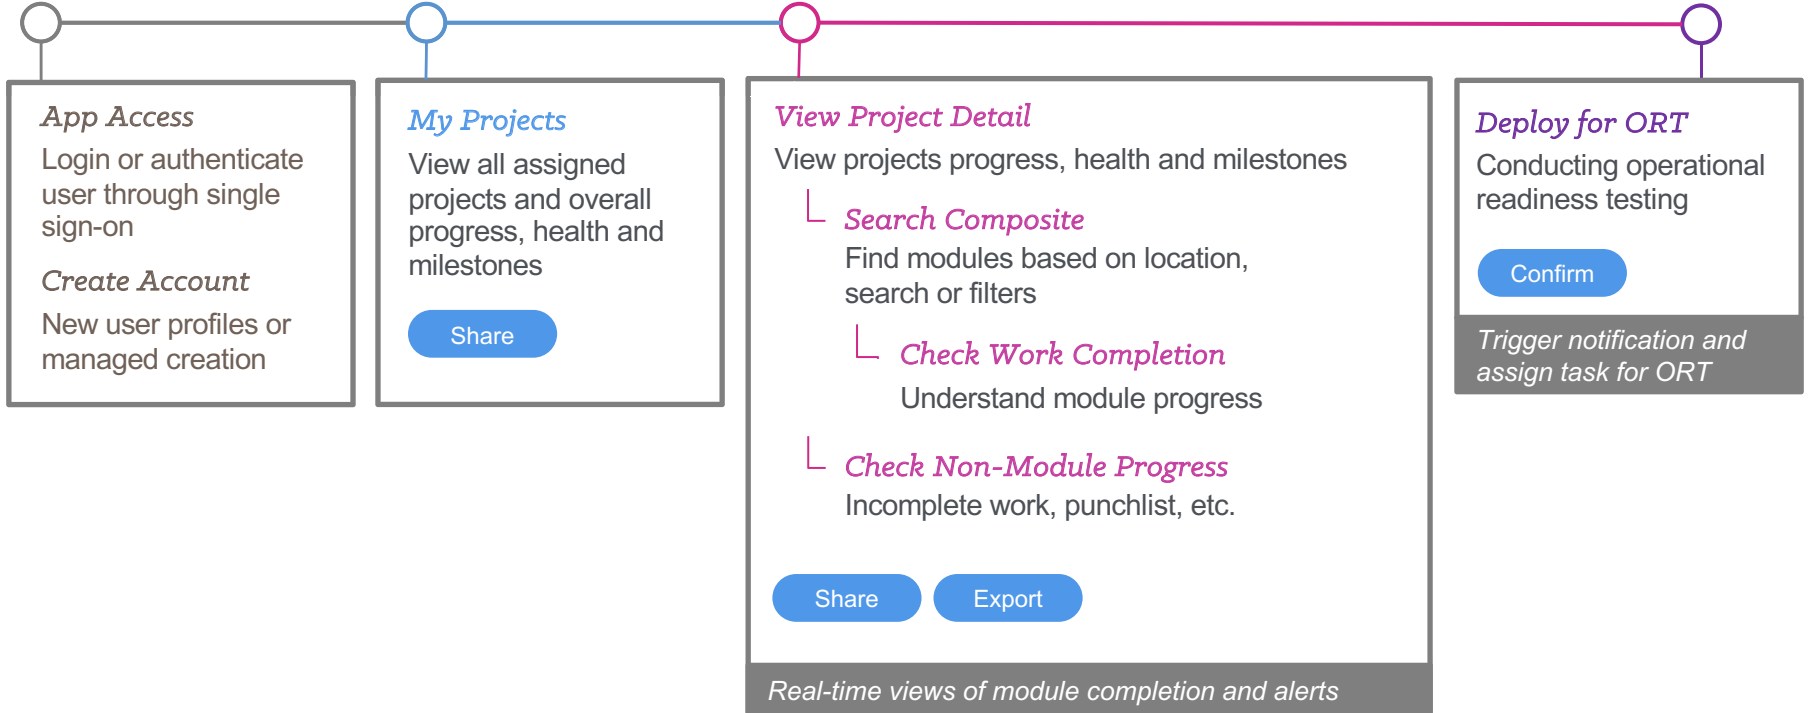 App Access
Login or authenticate
user through single
sign-on
Create Account
New user profiles or
managed creation
My Projects
View all assigned
projects and overall
progress, health and
milestones
Share
View Project Detail
View projects progress, health and milestones
Search Composite
Find modules based on location,
search or filters
Check Work Completion
Understand module progress
Check Non-Module Progress
Incomplete work, punchlist, etc.
Share
Export
Real-time views of module completion and alerts
Deploy for ORT
Conducting operational
readiness testing
Confirm
Trigger notification and
assign task for ORT